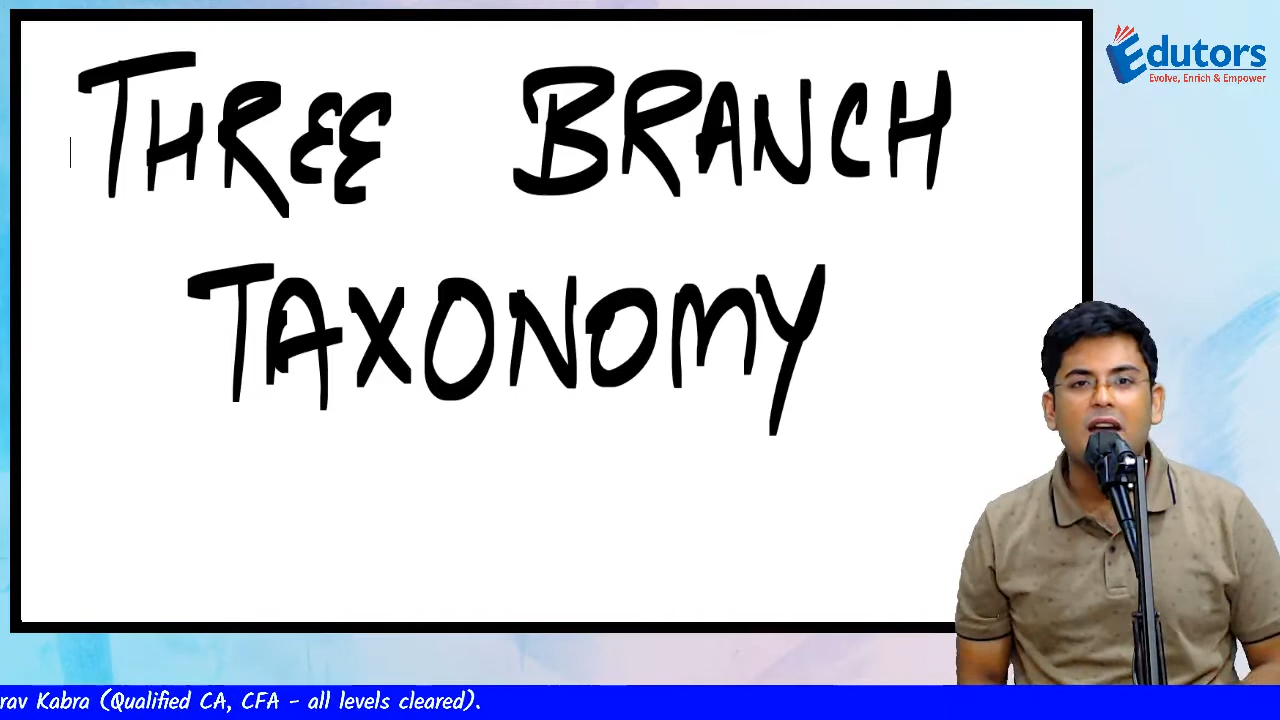 THREE BRANCH
TAXONOMY
Edutors
Evolve, Enrich & Empower
rav Kabra (Qualified CA, CFA - all levels cleared).